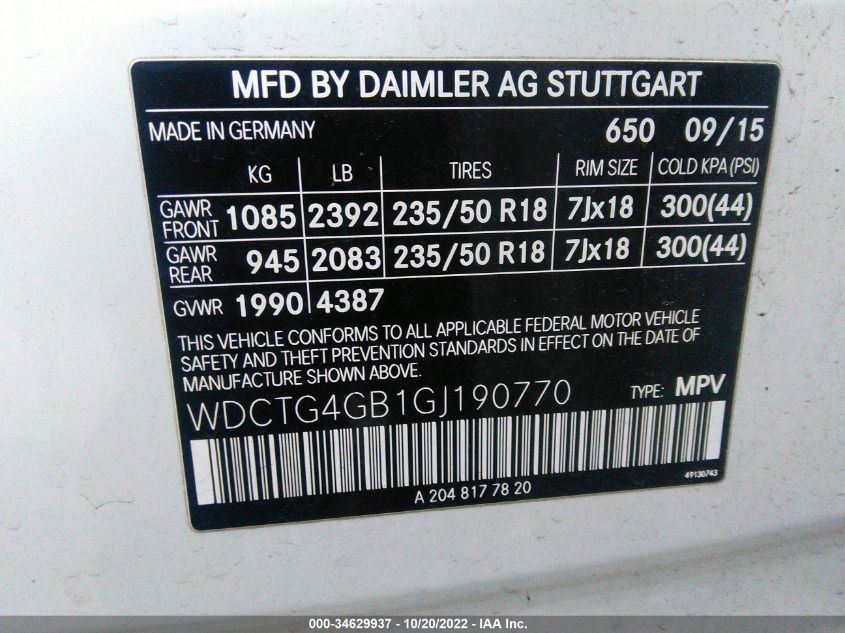 MFD BY DAIMLER AG STUTTGART
MADE IN GERMANY 650 09/15
KG LB TIRES RIM SIZE COLD KPA (PSI)
GAWR FRONT 1085 2392 235/50 R18 7Jx18 300(44)
GAWR REAR 945 2083 235/50 R18 7Jx18 300(44)
GVWR 1990 4387
THIS VEHICLE CONFORMS TO ALL APPLICABLE FEDERAL MOTOR VEHICLE
SAFETY AND THEFT PREVENTION STANDARDS IN EFFECT ON THE DATE OF
MANUFACTURE SHOWN ABOVE.
WDCTG4GB1GJ190770 TYPE: MPV
A 204 817 78 20 49130743
000-34629937 - 10/20/2022 - IAA Inc.